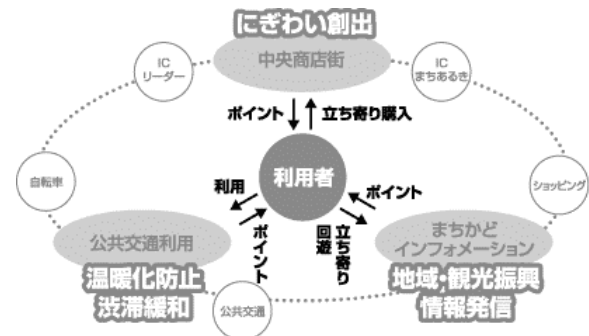 にぎわい創出
中央商店街
IC
リーダー
IC
まちあるき
ポイント
立ち寄り購入
自転車
利用者
ショッピング
利用
ポイント
ポイント
立ち寄り
回遊
公共交通利用
まちかど
インフォメーション
温暖化防止
渋滞緩和
地域・観光振興
情報発信
公共交通